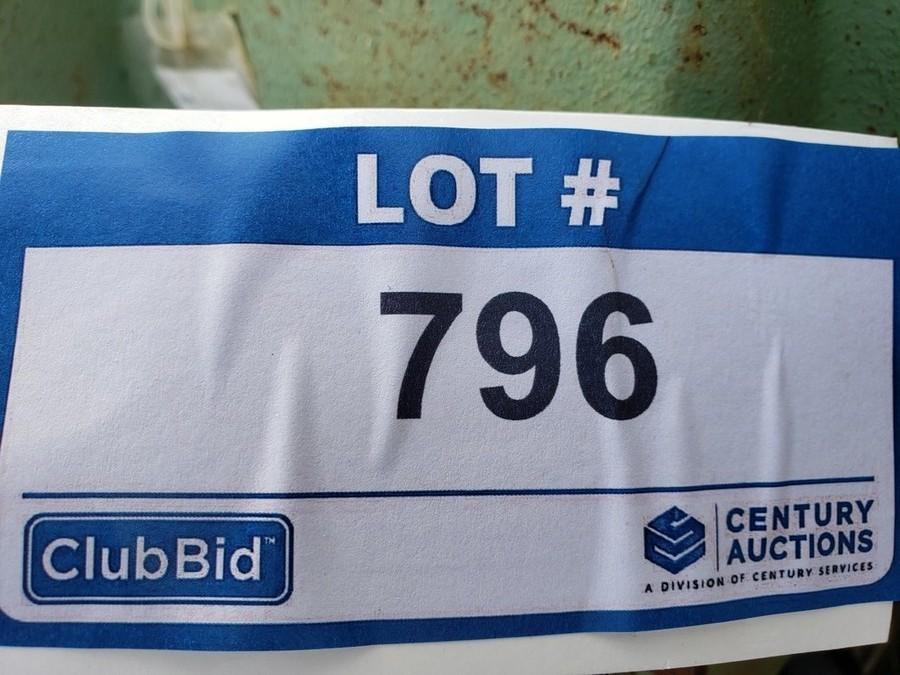 LOT #
796
ClubBid™
CENTURY
AUCTIONS
A DIVISION OF CENTURY SERVICES